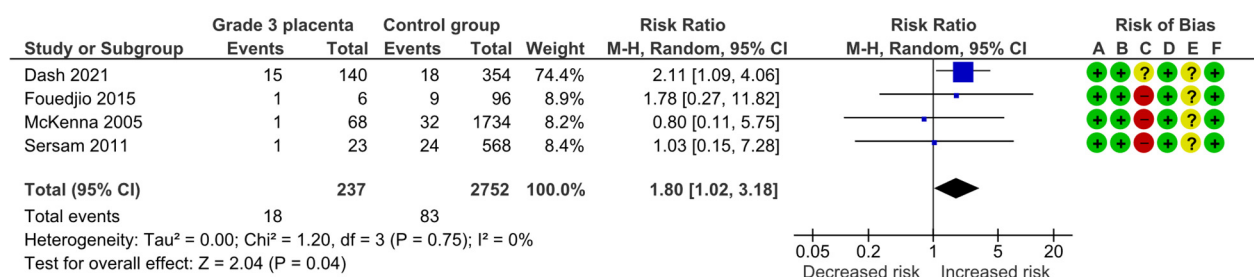 Grade 3 placenta Control group Risk Ratio Risk Ratio Risk of Bias
Study or Subgroup Events Total Events Total Weight M-H, Random, 95% CI M-H, Random, 95% CI A B C D E F
Dash 2021 15 140 18 354 74.4% 2.11 [1.09, 4.06] + + ? + ? +
Fouedjio 2015 1 6 9 96 8.9% 1.78 [0.27, 11.82] + + − + ? +
McKenna 2005 1 68 32 1734 8.2% 0.80 [0.11, 5.75] + + − + ? +
Sersam 2011 1 23 24 568 8.4% 1.03 [0.15, 7.28] + + − + ? +
Total (95% CI) 237 2752 100.0% 1.80 [1.02, 3.18]
Total events 18 83
Heterogeneity: Tau² = 0.00; Chi² = 1.20, df = 3 (P = 0.75); I² = 0%
Test for overall effect: Z = 2.04 (P = 0.04)
0.05 0.2 1 5 20
Decreased risk Increased risk